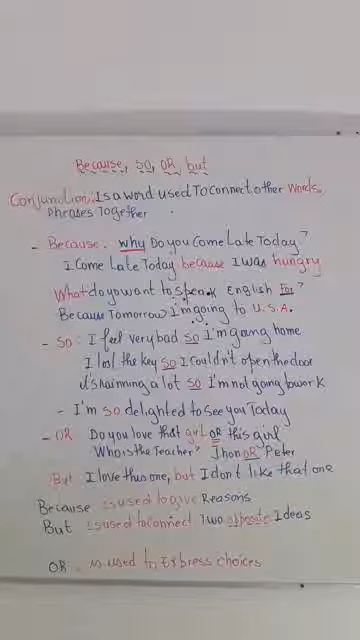 Because, SO, OR but
Conjunction: Is a word used To connect other words,
Phrases Together
- Because: why Do you Come Late Today?
I Come Late Today because I was hungry
What do you want to speak English For?
Because Tomorrow I'm going to U.S.A.
- SO: I feel very bad so I'm going home
I lost the key so I couldn't open the door
it's rainning a lot so I'm not going to work
- I'm so delighted to see you Today
- OR Do you love that girl OR this girl
Who is the Teacher? Jhon OR Peter
But: I love this one, but I don't like that one
Because is used to give Reasons
But is used to connect Two opposite Ideas
OR is used to Express choices